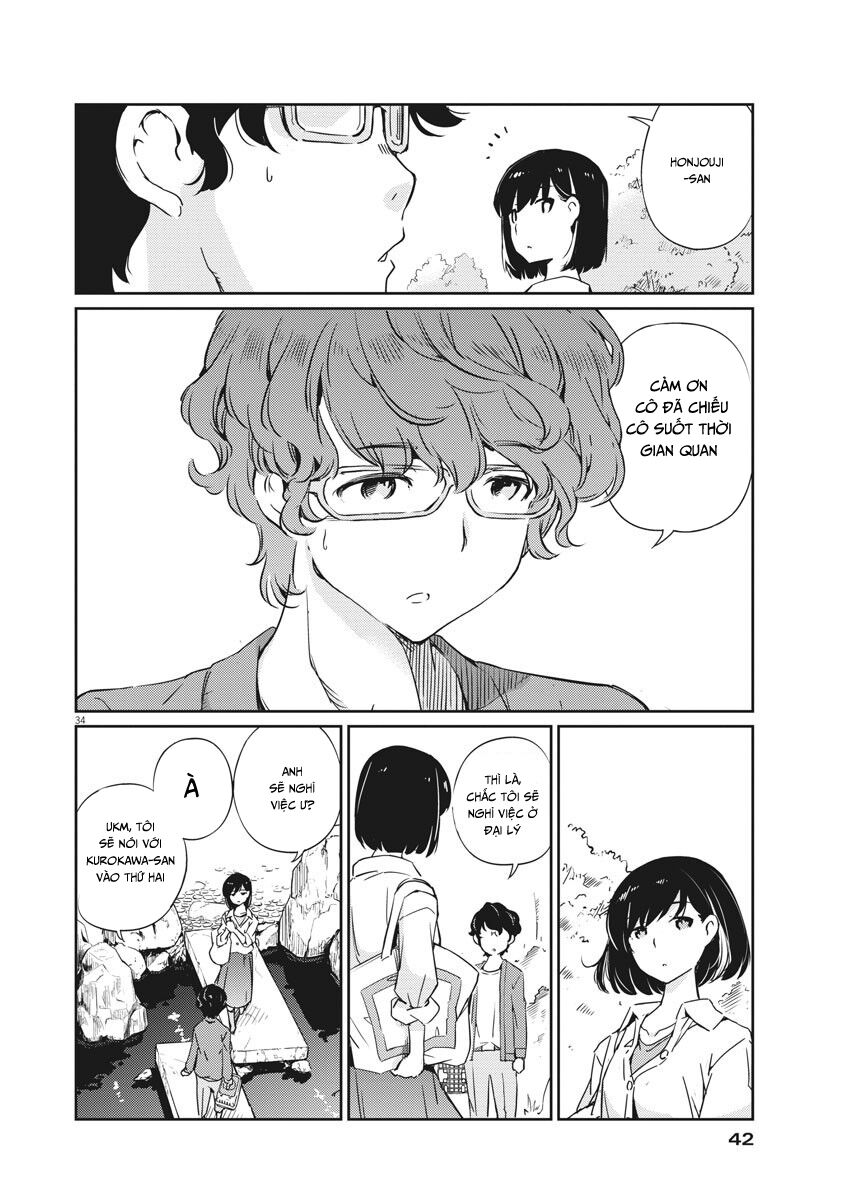 HONJOUJI
-SAN
CẢM ƠN
CÔ ĐÃ CHIẾU
CÔ SUỐT THỜI
GIAN QUAN
34
THÌ LÀ,
CHẮC TÔI SẼ
NGHỈ VIỆC Ở
ĐẠI LÝ
ANH
SẼ NGHỈ
VIỆC Ư?
À
UKM, TÔI
SẼ NÓI VỚI
KUROKAWA-SAN
VÀO THỨ HAI
42